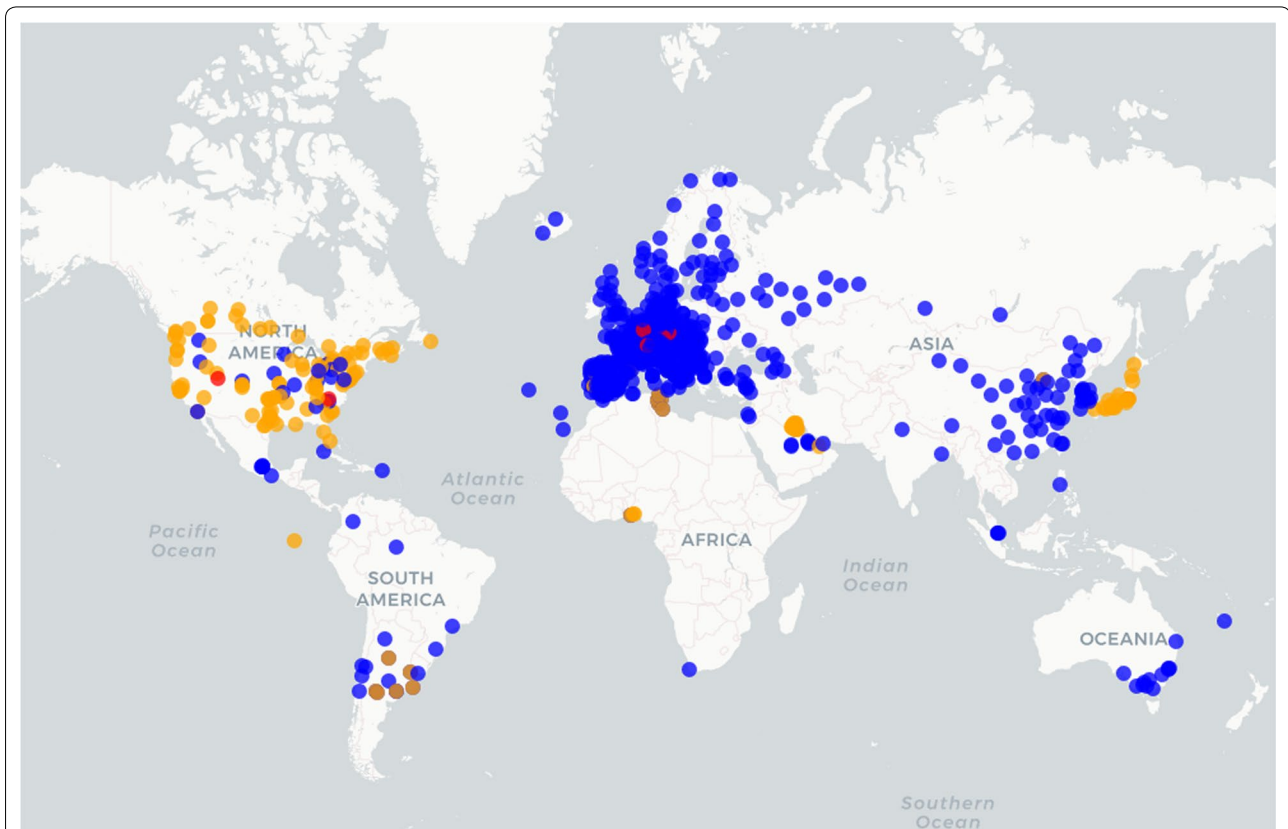 NORTH
AMERICA
ASIA
Atlantic
Ocean
Pacific
Ocean
AFRICA
Indian
Ocean
SOUTH
AMERICA
OCEANIA
Southern
Ocean